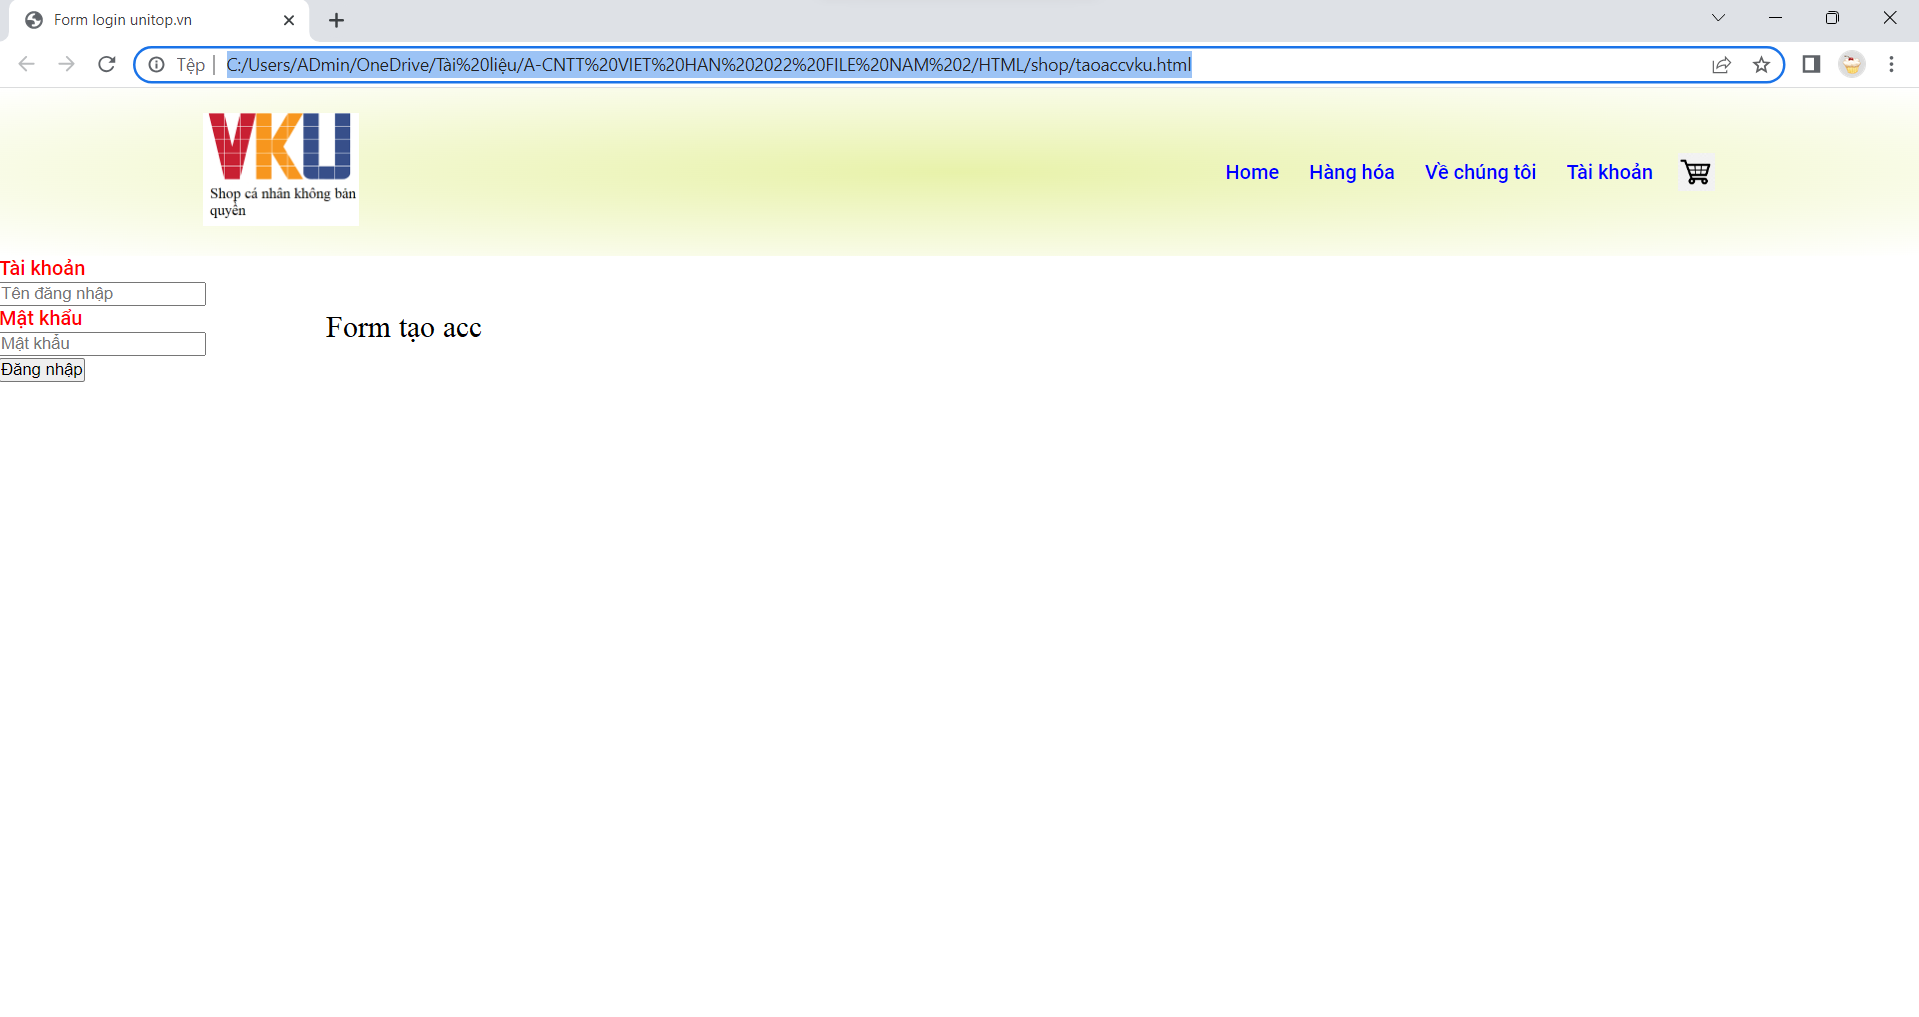 Form login unitop.vn
Tệp | C:/Users/ADmin/OneDrive/Tài%20liệu/A-CNTT%20VIET%20HAN%202022%20FILE%20NAM%202/HTML/shop/taoaccvku.html
VKU
Shop cá nhân không bản
quyền
Home Hàng hóa Về chúng tôi Tài khoản
Tài khoản
Tên đăng nhập
Mật khẩu
Mật khẩu
Đăng nhập
Form tạo acc